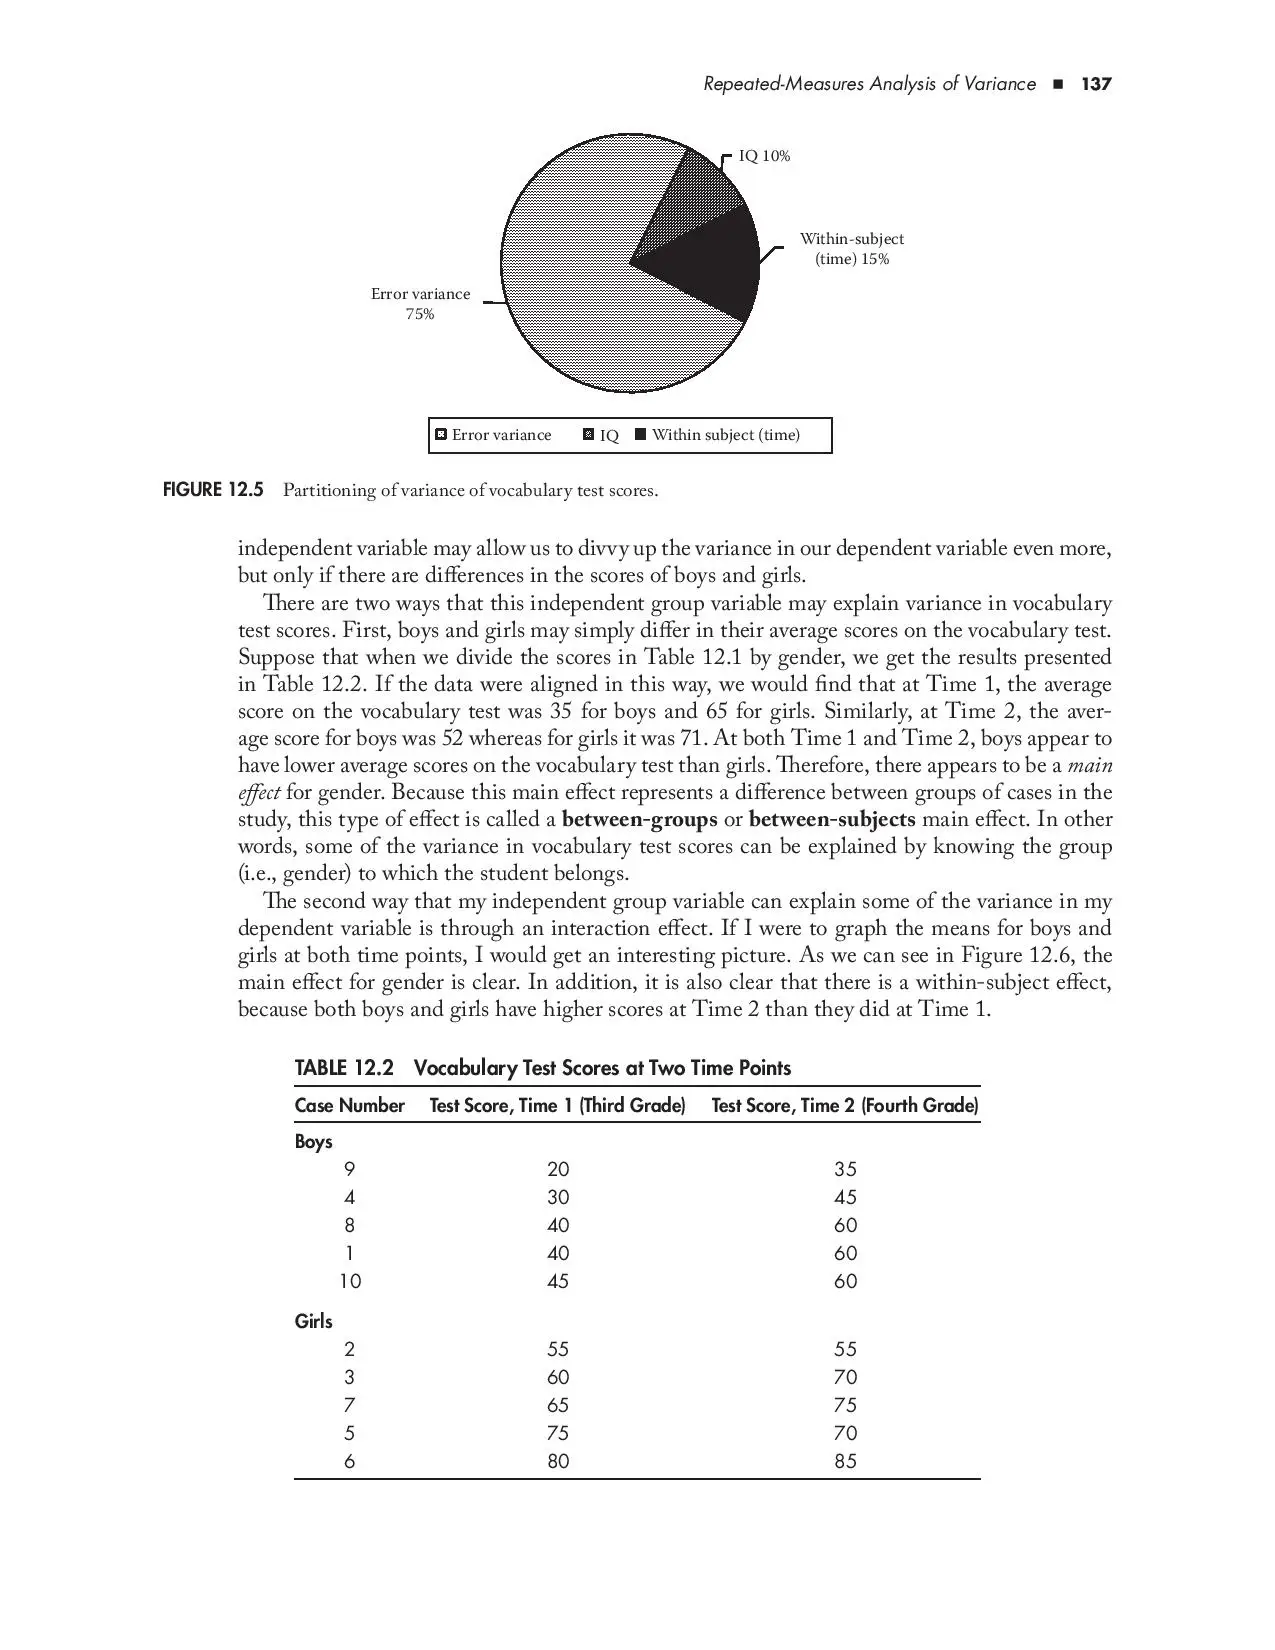 Repeated-Measures Analysis of Variance ■ 137
IQ 10%
Within-subject
(time) 15%
Error variance
75%
Error variance IQ Within subject (time)
FIGURE 12.5 Partitioning of variance of vocabulary test scores.
independent variable may allow us to divvy up the variance in our dependent variable even more,
but only if there are differences in the scores of boys and girls.
There are two ways that this independent group variable may explain variance in vocabulary
test scores. First, boys and girls may simply differ in their average scores on the vocabulary test.
Suppose that when we divide the scores in Table 12.1 by gender, we get the results presented
in Table 12.2. If the data were aligned in this way, we would find that at Time 1, the average
score on the vocabulary test was 35 for boys and 65 for girls. Similarly, at Time 2, the aver-
age score for boys was 52 whereas for girls it was 71. At both Time 1 and Time 2, boys appear to
have lower average scores on the vocabulary test than girls. Therefore, there appears to be a main
effect for gender. Because this main effect represents a difference between groups of cases in the
study, this type of effect is called a between-groups or between-subjects main effect. In other
words, some of the variance in vocabulary test scores can be explained by knowing the group
(i.e., gender) to which the student belongs.
The second way that my independent group variable can explain some of the variance in my
dependent variable is through an interaction effect. If I were to graph the means for boys and
girls at both time points, I would get an interesting picture. As we can see in Figure 12.6, the
main effect for gender is clear. In addition, it is also clear that there is a within-subject effect,
because both boys and girls have higher scores at Time 2 than they did at Time 1.
TABLE 12.2 Vocabulary Test Scores at Two Time Points
Case Number Test Score, Time 1 (Third Grade) Test Score, Time 2 (Fourth Grade)
Boys
9 20 35
4 30 45
8 40 60
1 40 60
10 45 60
Girls
2 55 55
3 60 70
7 65 75
5 75 70
6 80 85